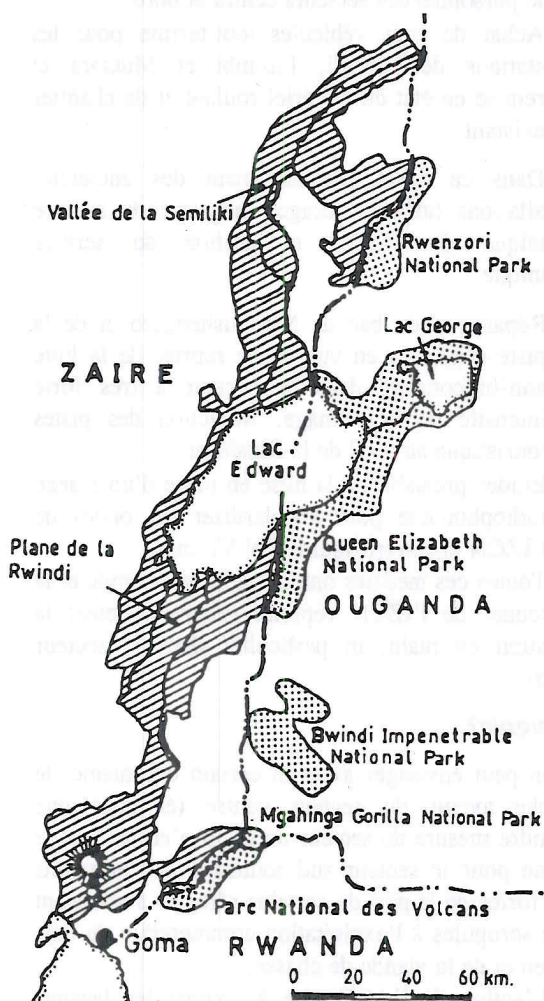 Vallée de la Semiliki
Rwenzori
National Park
Lac George
ZAIRE
Lac
Edward
Plane de la
Rwindi
Queen Elizabeth
National Park
OUGANDA
Bwindi Impenetrable
National Park
Mgahinga Gorilla National Park
Parc National des Volcans
Goma
RWANDA
20 40 60 km.